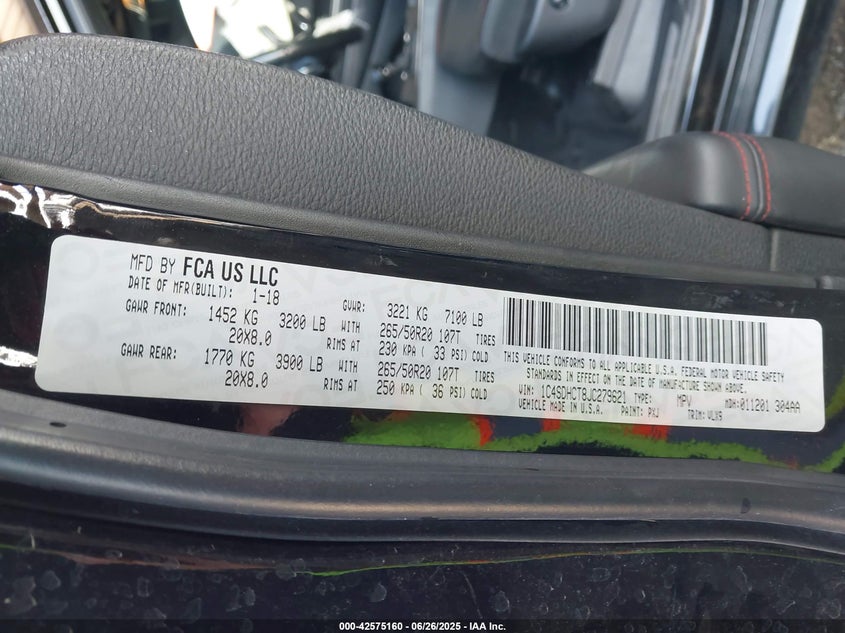 MFD BY FCA US LLC
DATE OF MFR(BUILT): 1-18 GVWR: 3221 KG 7100 LB
GAWR FRONT: 1452 KG 3200 LB WITH 265/50R20 107T TIRES
20X8.0 RIMS AT 230 KPA ( 33 PSI) COLD
GAWR REAR: 1770 KG 3900 LB WITH 265/50R20 107T TIRES
20X8.0 RIMS AT 250 KPA ( 36 PSI) COLD
THIS VEHICLE CONFORMS TO ALL APPLICABLE U.S.A. FEDERAL MOTOR VEHICLE SAFETY
STANDARDS IN EFFECT ON THE DATE OF MANUFACTURE SHOWN ABOVE.
VIN: 1C4SDHCT8JC279621 TYPE: MPV MDH: 011201 304AA
VEHICLE MADE IN U.S.A. PAINT: PXJ TRIM: VLX9
000-42575160 - 06/26/2025 - IAA Inc.